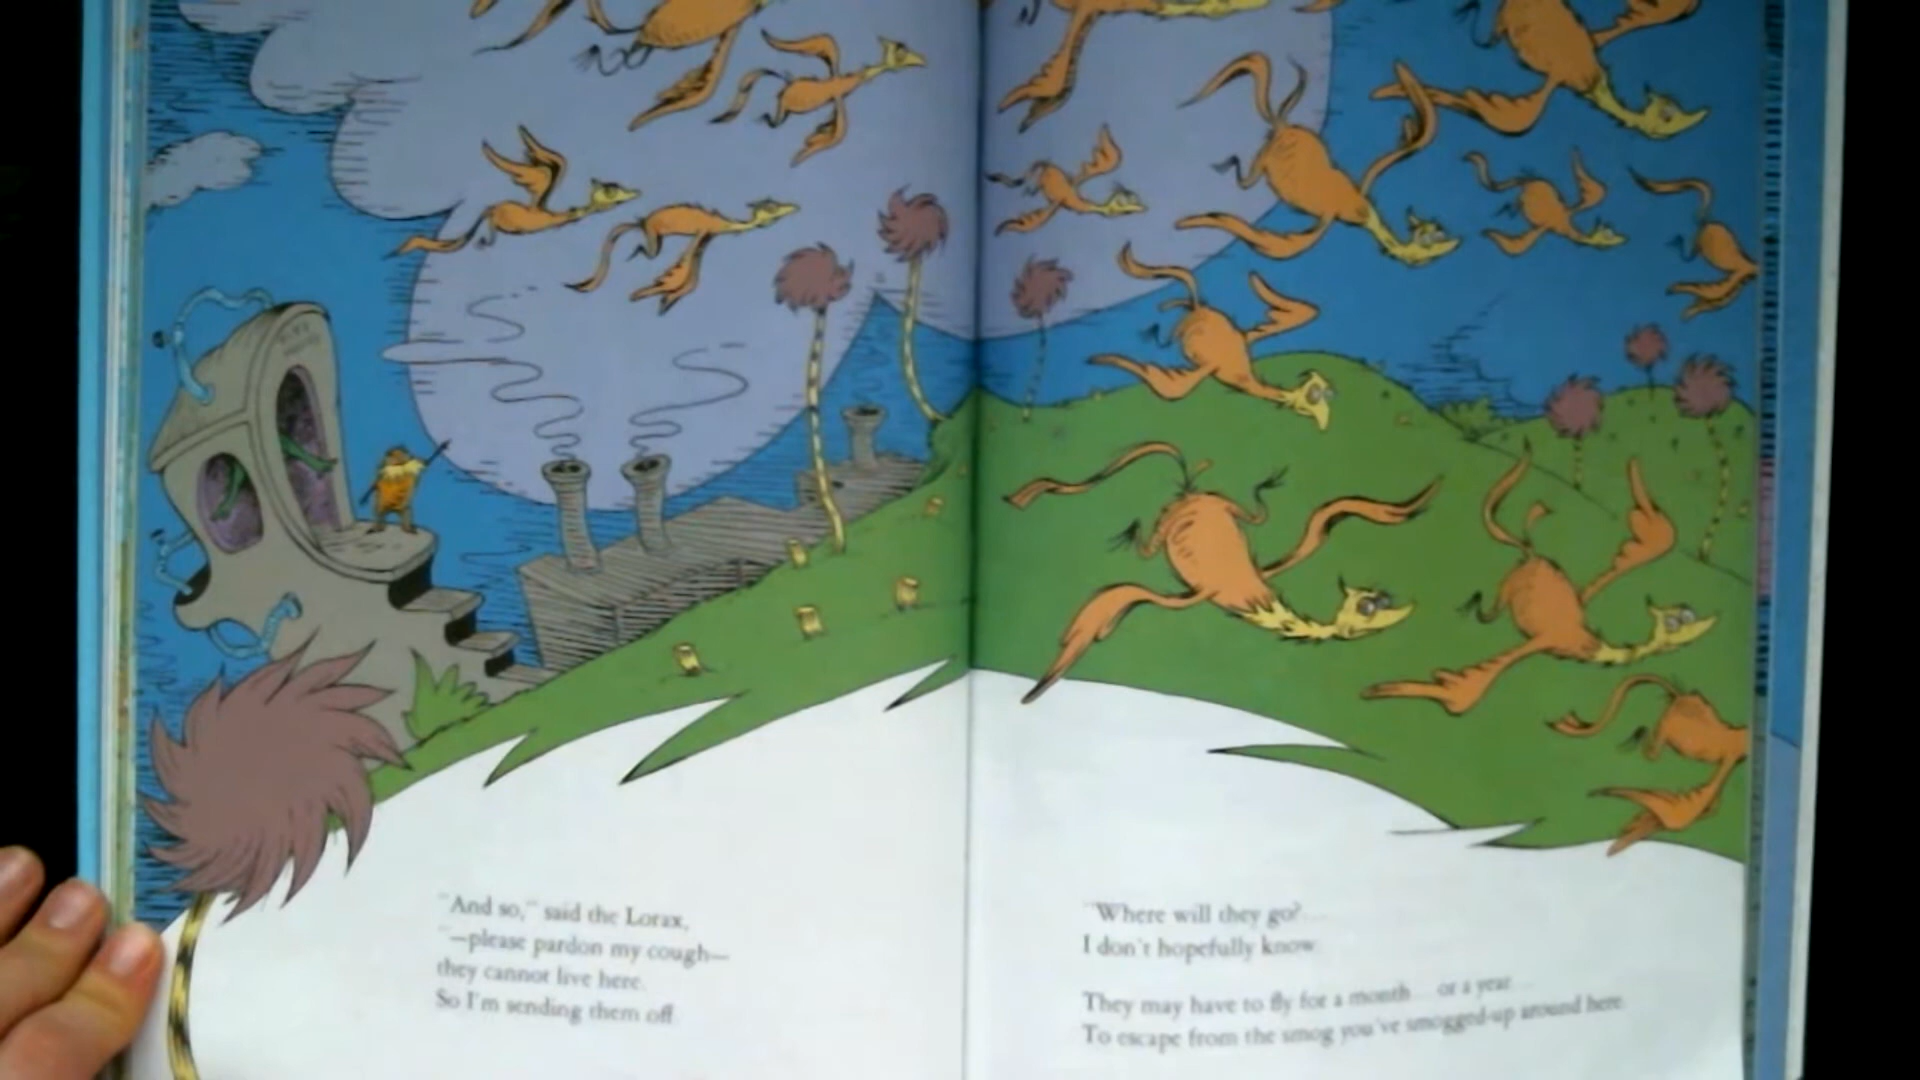 "And so," said the Lorax,
"—please pardon my cough—
they cannot live here.
So I'm sending them off.
"Where will they go?...
I don't hopefully know.
They may have to fly for a month... or a year...
To escape from the smog you've smogged-up around here.